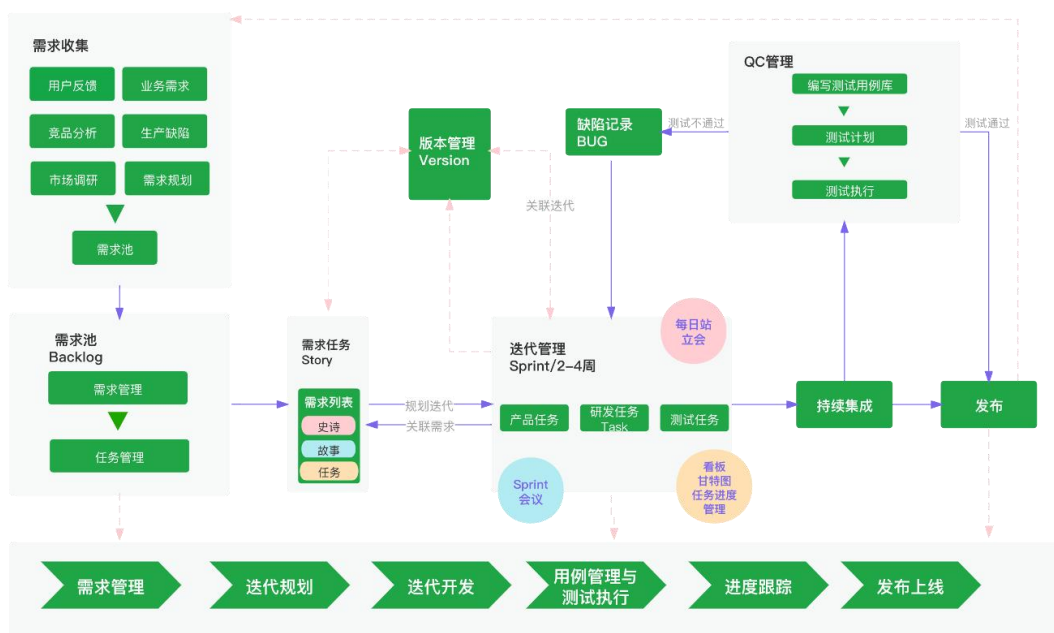 需求收集
用户反馈
业务需求
竞品分析
生产缺陷
市场调研
需求规划
需求池
需求池
Backlog
需求管理
任务管理
版本管理
Version
关联迭代
缺陷记录
BUG
测试不通过
QC管理
编写测试用例库
测试计划
测试执行
测试通过
需求任务
Story
需求列表
史诗
故事
任务
规划迭代
关联需求
迭代管理
Sprint/2-4周
每日站
立会
产品任务
研发任务
Task
测试任务
Sprint
会议
看板
甘特图
任务进度
管理
持续集成
发布
需求管理
迭代规划
迭代开发
用例管理与
测试执行
进度跟踪
发布上线